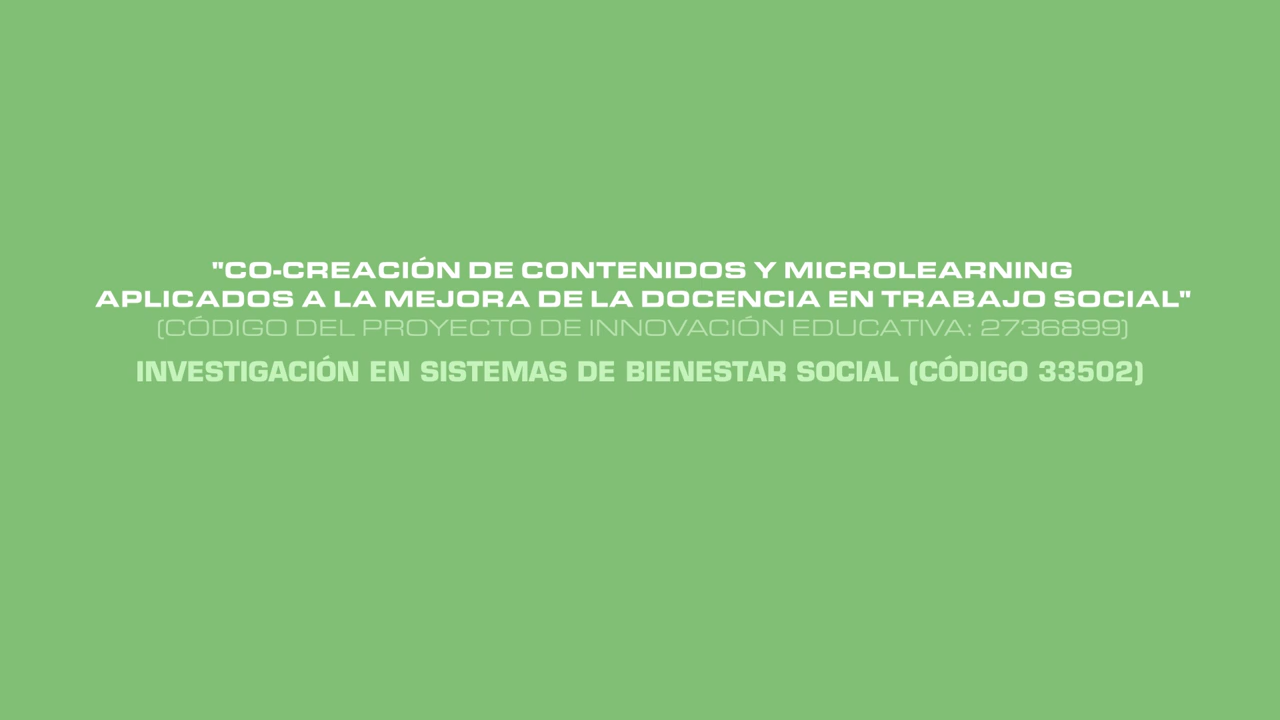 "CO-CREACIÓN DE CONTENIDOS Y MICROLEARNING
APLICADOS A LA MEJORA DE LA DOCENCIA EN TRABAJO SOCIAL"
(CÓDIGO DEL PROYECTO DE INNOVACIÓN EDUCATIVA: 2736899)
INVESTIGACIÓN EN SISTEMAS DE BIENESTAR SOCIAL (CÓDIGO 33502)